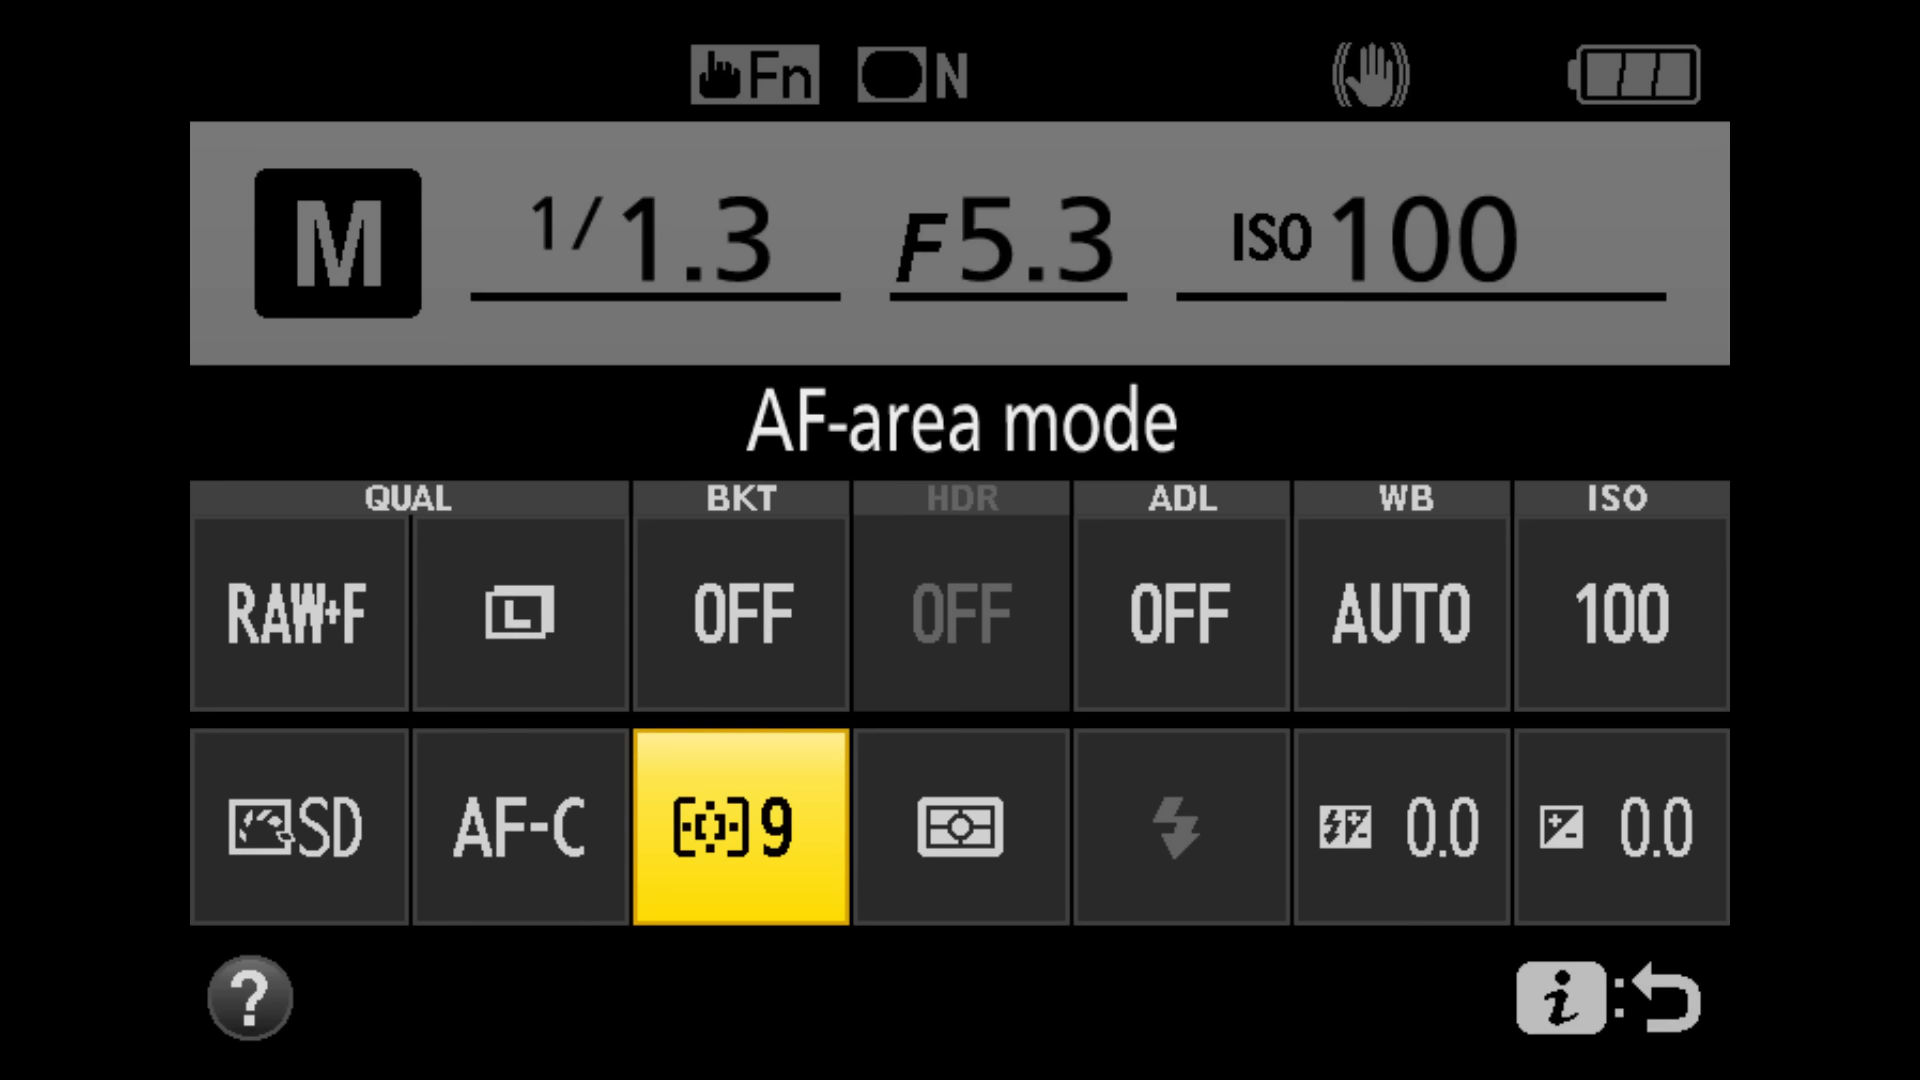 Fn N
M 1/1.3 F5.3 ISO 100
AF-area mode
QUAL BKT HDR ADL WB ISO
RAW+F L OFF OFF OFF AUTO 100
SD AF-C 9 0.0 0.0
? i: